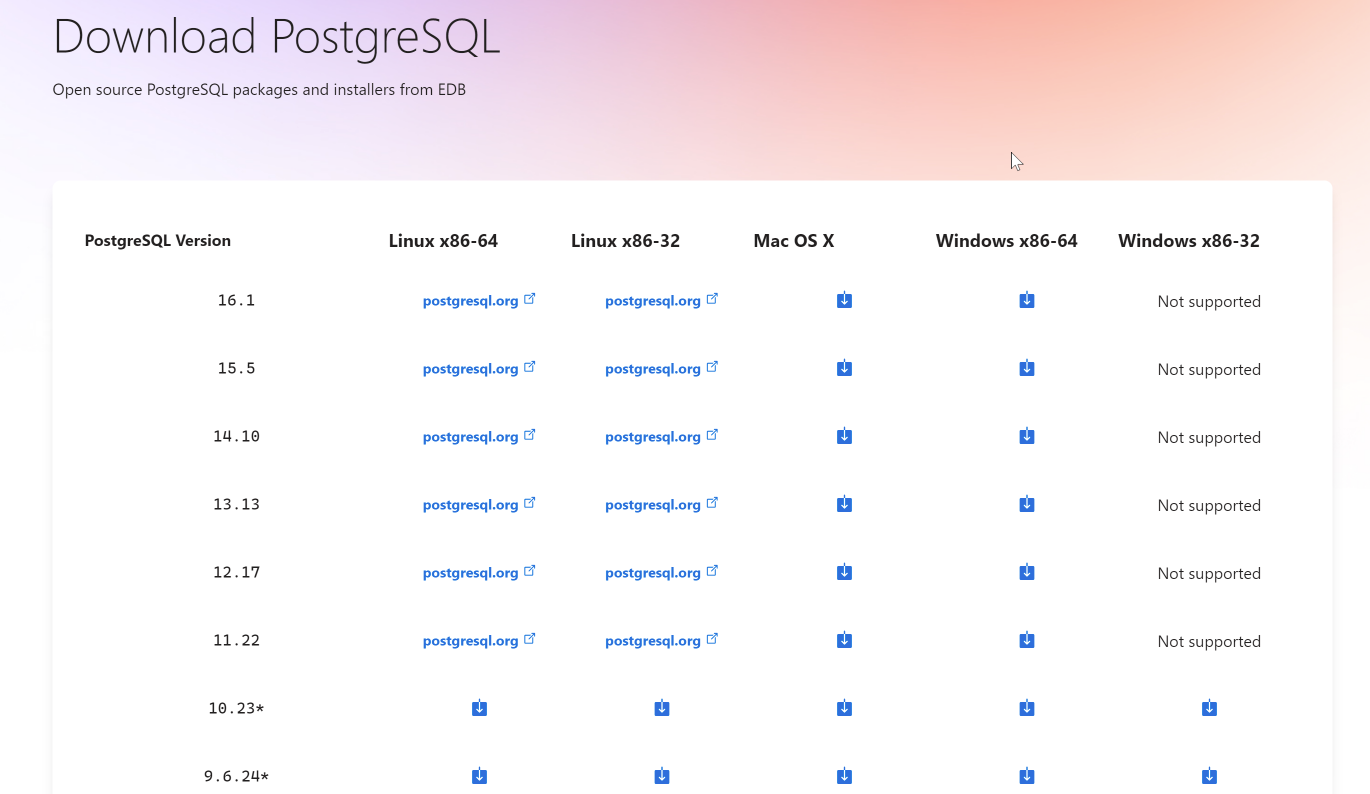 Download PostgreSQL
Open source PostgreSQL packages and installers from EDB
PostgreSQL Version Linux x86-64 Linux x86-32 Mac OS X Windows x86-64 Windows x86-32
16.1 postgresql.org postgresql.org Not supported
15.5 postgresql.org postgresql.org Not supported
14.10 postgresql.org postgresql.org Not supported
13.13 postgresql.org postgresql.org Not supported
12.17 postgresql.org postgresql.org Not supported
11.22 postgresql.org postgresql.org Not supported
10.23*
9.6.24*